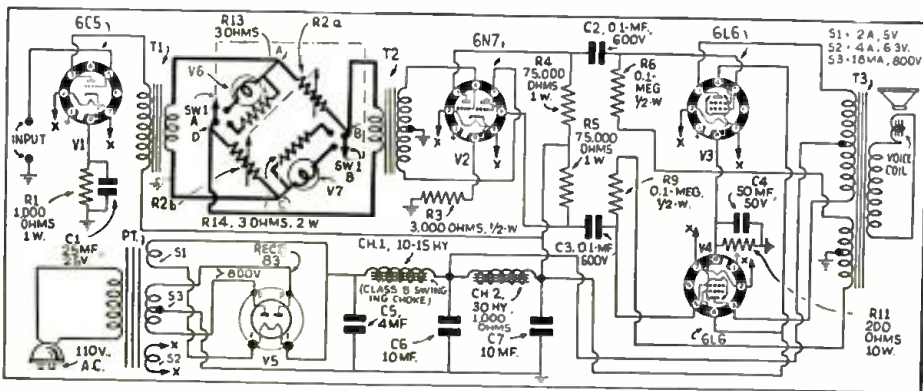 6C5
T1
R13
3 OHMS
R2a
A
V6
SW1
A
D
B
SW.1
B
V7
C
R2b
R14, 3 OHMS, 2 W
T2
6N7
V2
R3
3,000 OHMS, 1/2-W
C2, 0.1-MF.
600V
R4
75,000
OHMS
1 W.
R5
75,000
OHMS
1 W
R6
0.1-
MEG
1/2-W
R9
0.1-MEG,
1/2-W.
C3, 0.1-MF.
600V
6L6
V3
C4
50 MF.
50V
V4
6L6
R11
200
OHMS
10W.
S1 = 2A, 5V
S2 = 4A, 6.3V.
S3 = 18MA, 800V
T3
VOICE
COIL
INPUT
X
V1
X
R1
1,000
OHMS
1 W.
C1
PT.
S1
S3
S2
X
X
110V.,
A.C.
RECT.
83
800V
V5
CH.1, 10-15 HY
(CLASS B SWING
ING CHOKE)
C5,
4 MF
C6
10 MF.
CH 2,
30 HY,
1,000
OHMS
C7
10 MF.